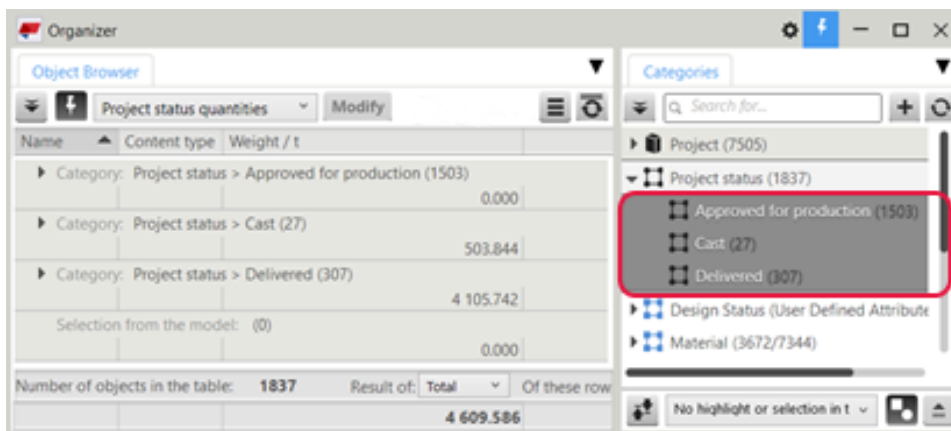 Organizer
Object Browser
Project status quantities
Modify
Name Content type Weight / t
Category: Project status > Approved for production (1503)
0.000
Category: Project status > Cast (27)
503.844
Category: Project status > Delivered (307)
4 105.742
Selection from the model: (0)
0.000
Number of objects in the table: 1837 Result of: Total Of these row
4 609.586
Categories
Search for...
Project (7505)
Project status (1837)
Approved for production (1503)
Cast (27)
Delivered (307)
Design Status (User Defined Attribute
Material (3672/7344)
No highlight or selection in t